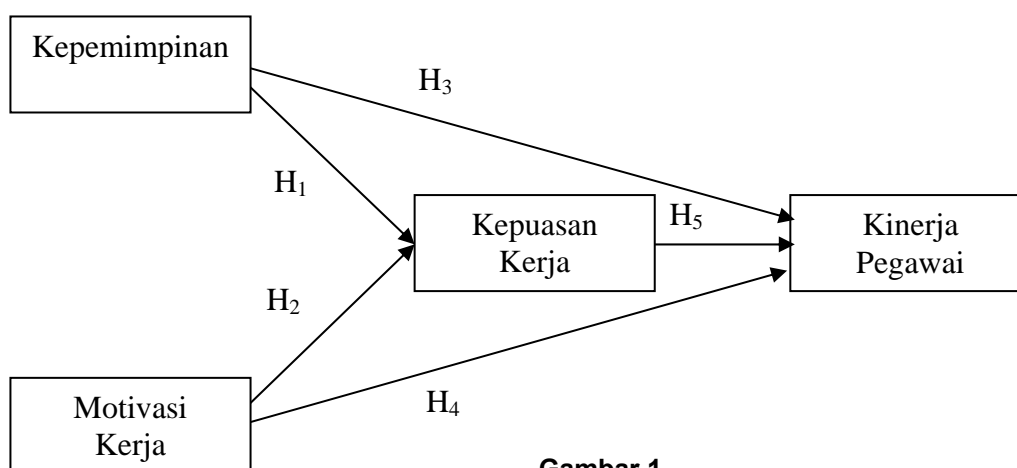 Kepemimpinan
H₃
H₁
Kepuasan
Kerja
H₅
Kinerja
Pegawai
H₂
H₄
Motivasi
Kerja
Gambar 1